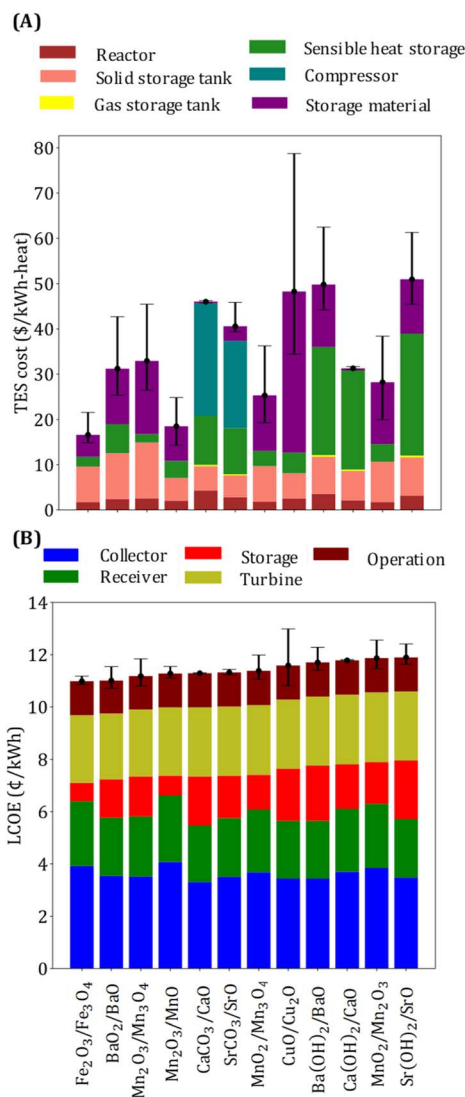 (A)
Reactor
Solid storage tank
Gas storage tank
Sensible heat storage
Compressor
Storage material
80
70
60
50
40
30
20
10
0
TES cost ($/kWh-heat)
(B)
Collector
Receiver
Storage
Turbine
Operation
14
12
10
8
6
4
2
0
LCOE (¢/kWh)
Fe₂O₃/Fe₃O₄
BaO₂/BaO
Mn₂O₃/Mn₃O₄
Mn₂O₃/MnO
CaCO₃/CaO
SrCO₃/SrO
MnO₂/Mn₃O₄
CuO/Cu₂O
Ba(OH)₂/BaO
Ca(OH)₂/CaO
MnO₂/Mn₂O₃
Sr(OH)₂/SrO